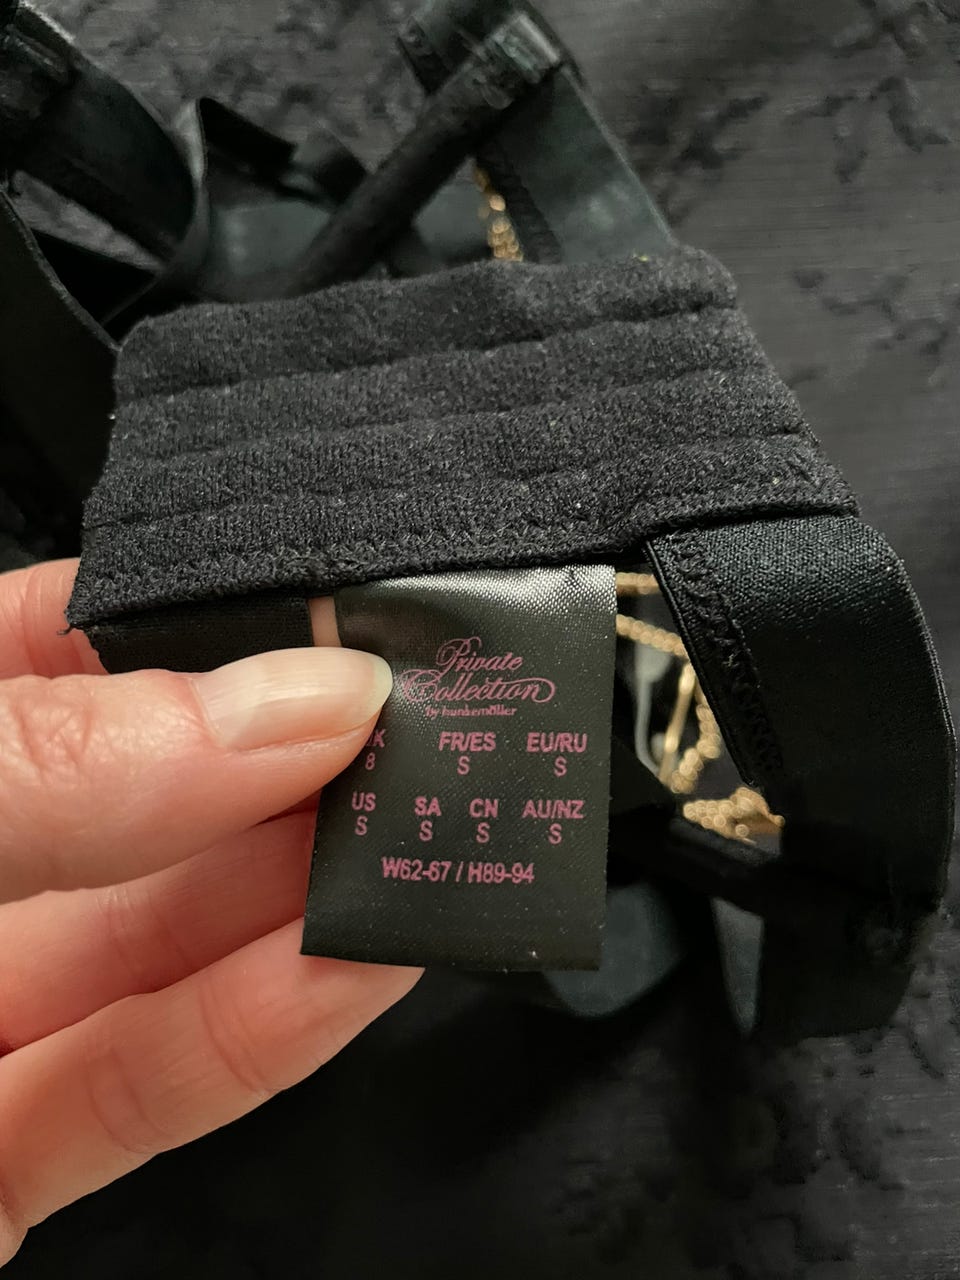 Private
Collection
by hunkemöller
FR/ES EU/RU
8 S S
US SA CN AU/NZ
S S S S
W62-67 / H89-94